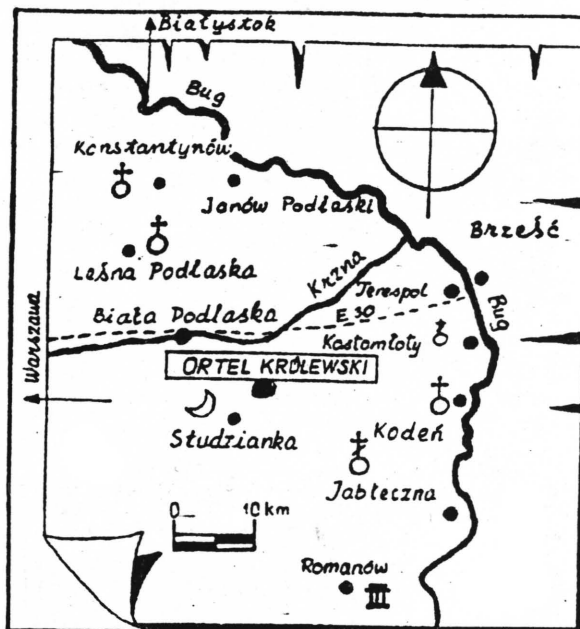 Białystok
Bug
Konstantynów
Janów Podlaski
Brześć
Leśna Podlaska
Krzna
Terespol
Bug
Biała Podlaska
E 30
Kostomłoty
Warszawa
ORTEL KRÓLEWSKI
Studzianka
Kodeń
Jabłeczna
0 10 km
Romanów